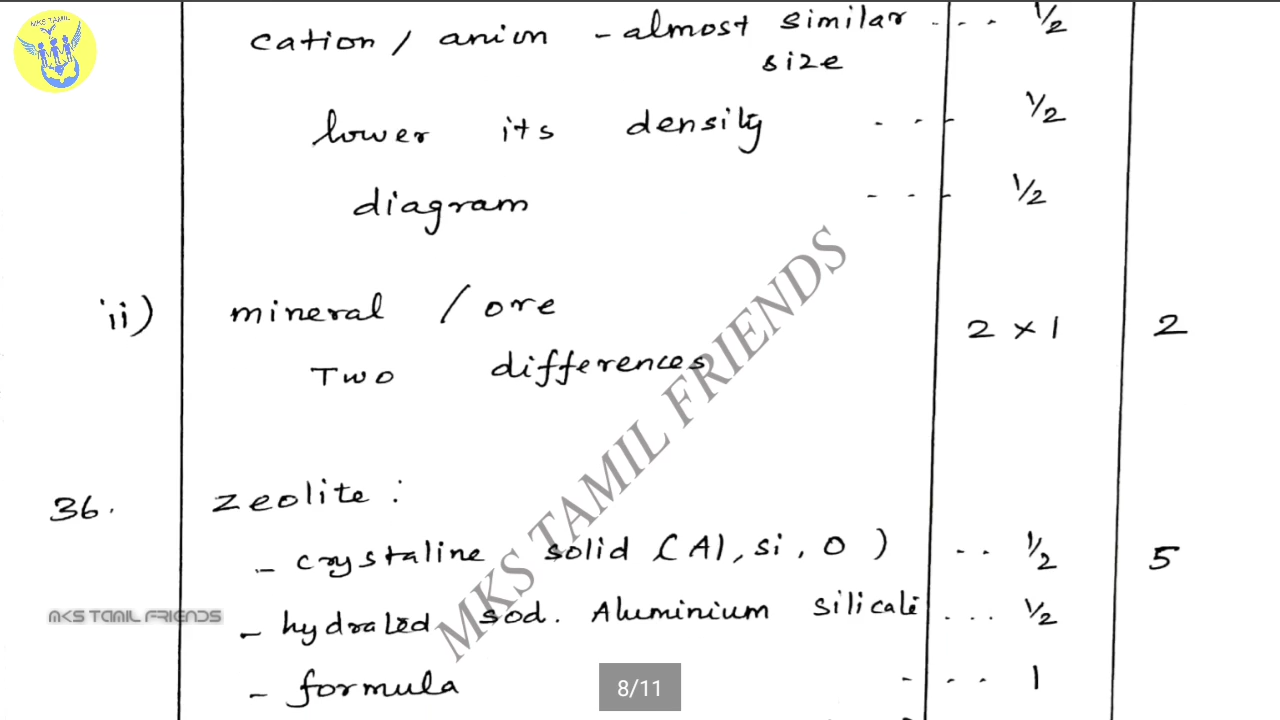 MKS TAMIL
cation / anion - almost similar - - - 1/2
size
lower its density - - - 1/2
diagram - - - 1/2
ii) mineral / ore
Two differences 2 x 1 2
36. zeolite :
- crystaline solid (Al, si, O) - - 1/2 5
- hydrated sod. Aluminium silicate - - - 1/2
- formula - - - 1
MKS TAMIL FRIENDS
MKS TAMIL FRIENDS
8/11